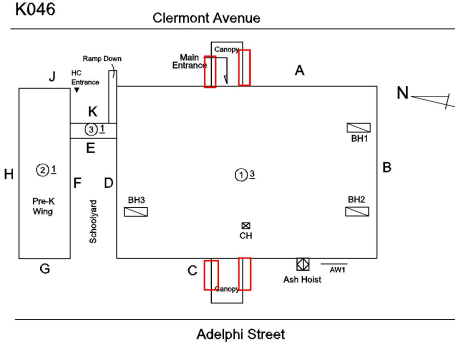 K046
Clermont Avenue
Ramp Down
Canopy
Main
Entrance
A
J
HC
Entrance
N
K
3 1
E
BH1
H
2 1
F
D
1 3
B
Pre-K
Wing
Schoolyard
BH3
BH2
CH
G
C
Canopy
Ash Hoist
AW1
Adelphi Street